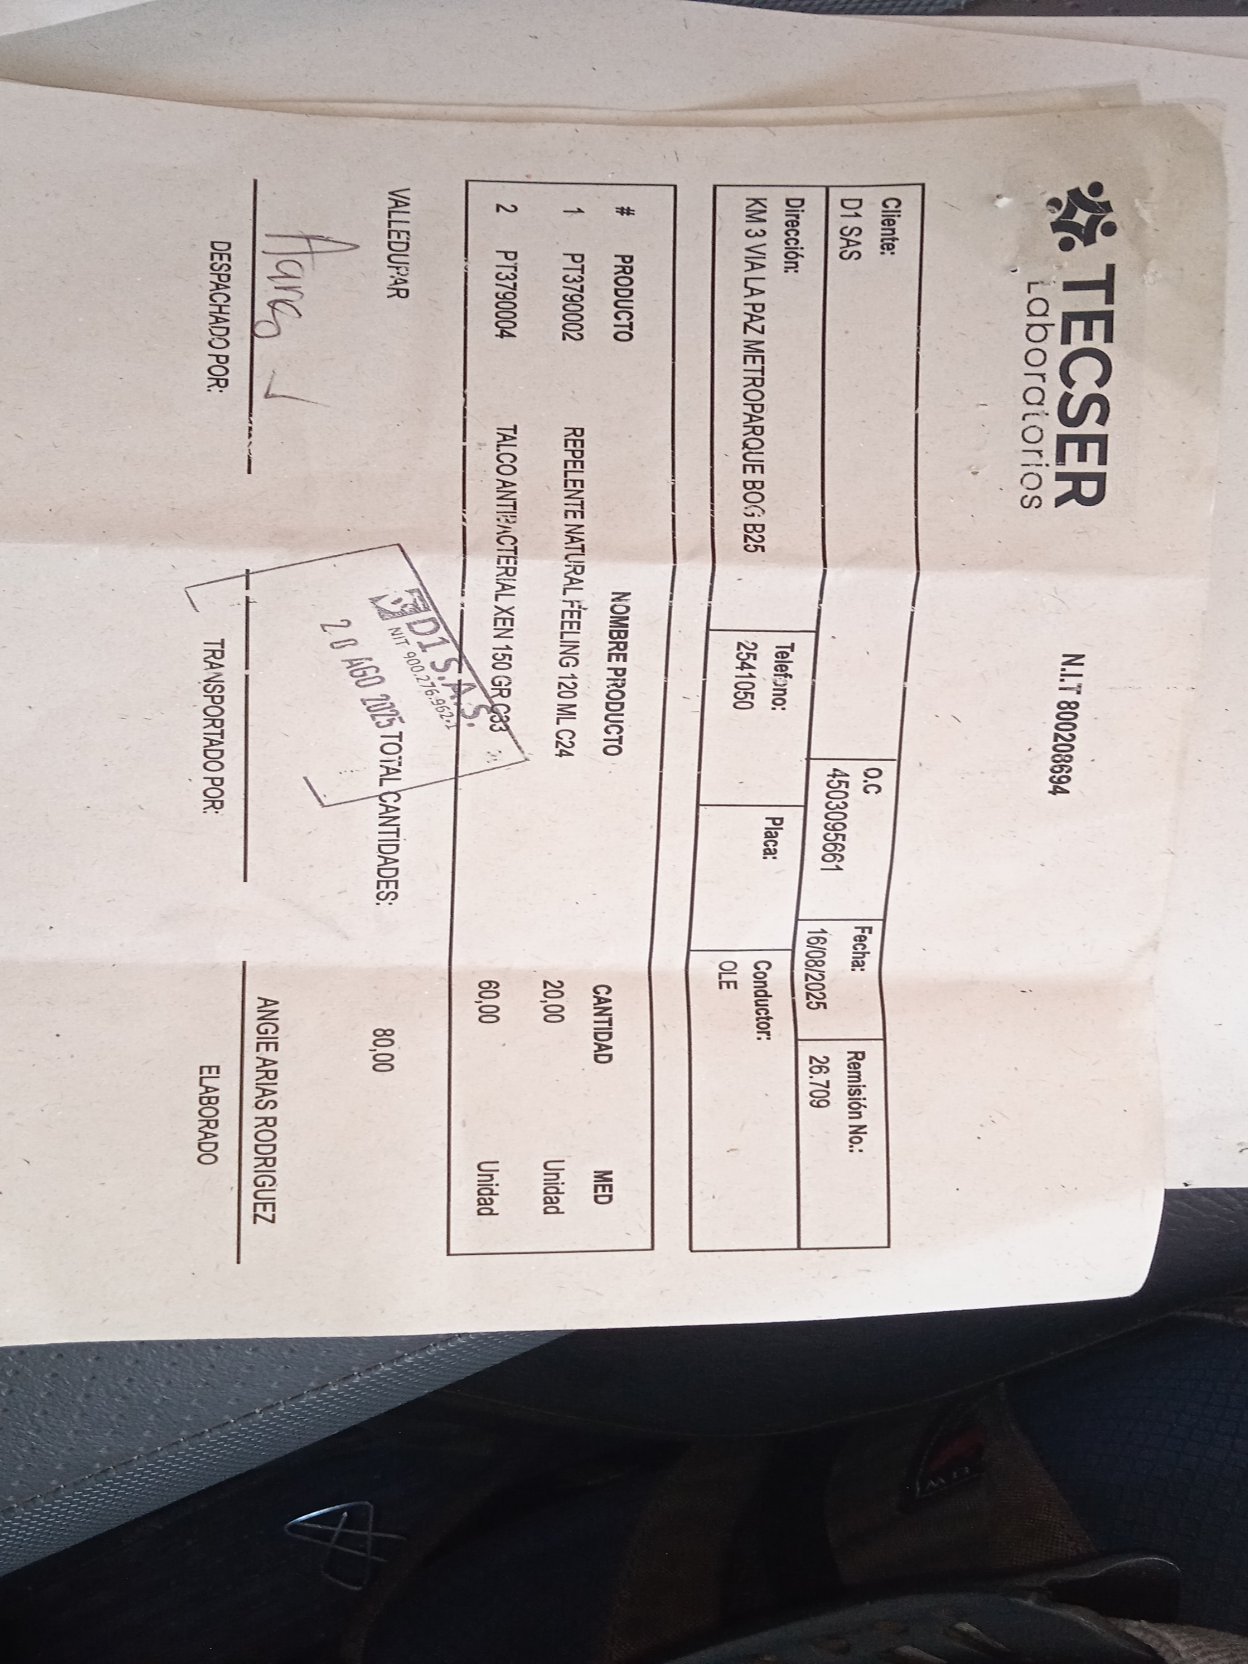 TECSER
Laboratorios
N.I.T 800208694
Cliente:
D1 SAS
O.C
4503095661
Fecha:
16/08/2025
Remisión No.:
26.709
Dirección:
KM 3 VIA LA PAZ METROPARQUE BOG B25
Telefono:
2541050
Placa:
Conductor:
OLE
# PRODUCTO NOMBRE PRODUCTO CANTIDAD MED
1 PT3790002 REPELENTE NATURAL FEELING 120 ML C24 20,00 Unidad
2 PT3790004 TALCO ANTIBACTERIAL XEN 150 GR C33 60,00 Unidad
VALLEDUPAR
TOTAL CANTIDADES: 80,00
D1 S.A.S.
NIT 900.276.962-1
20 AGO 2025
ANGIE ARIAS RODRIGUEZ
DESPACHADO POR: TRANSPORTADO POR: ELABORADO